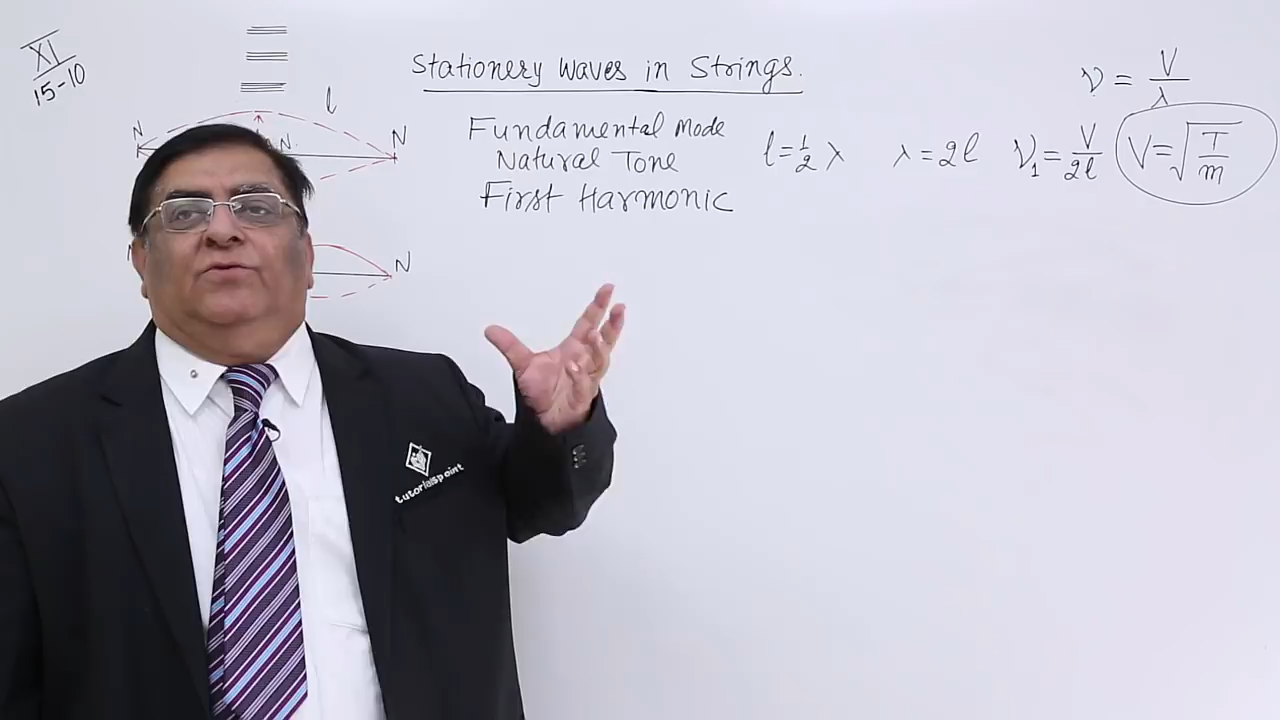 XI
15-10
Stationery Waves in Strings.
ν = V/λ
l
N
N
AN.
Fundamental Mode
l=½ λ
λ=2l
ν₁=V/2l
V=√T/m
Natural Tone
First Harmonic
N
tutorialspoint